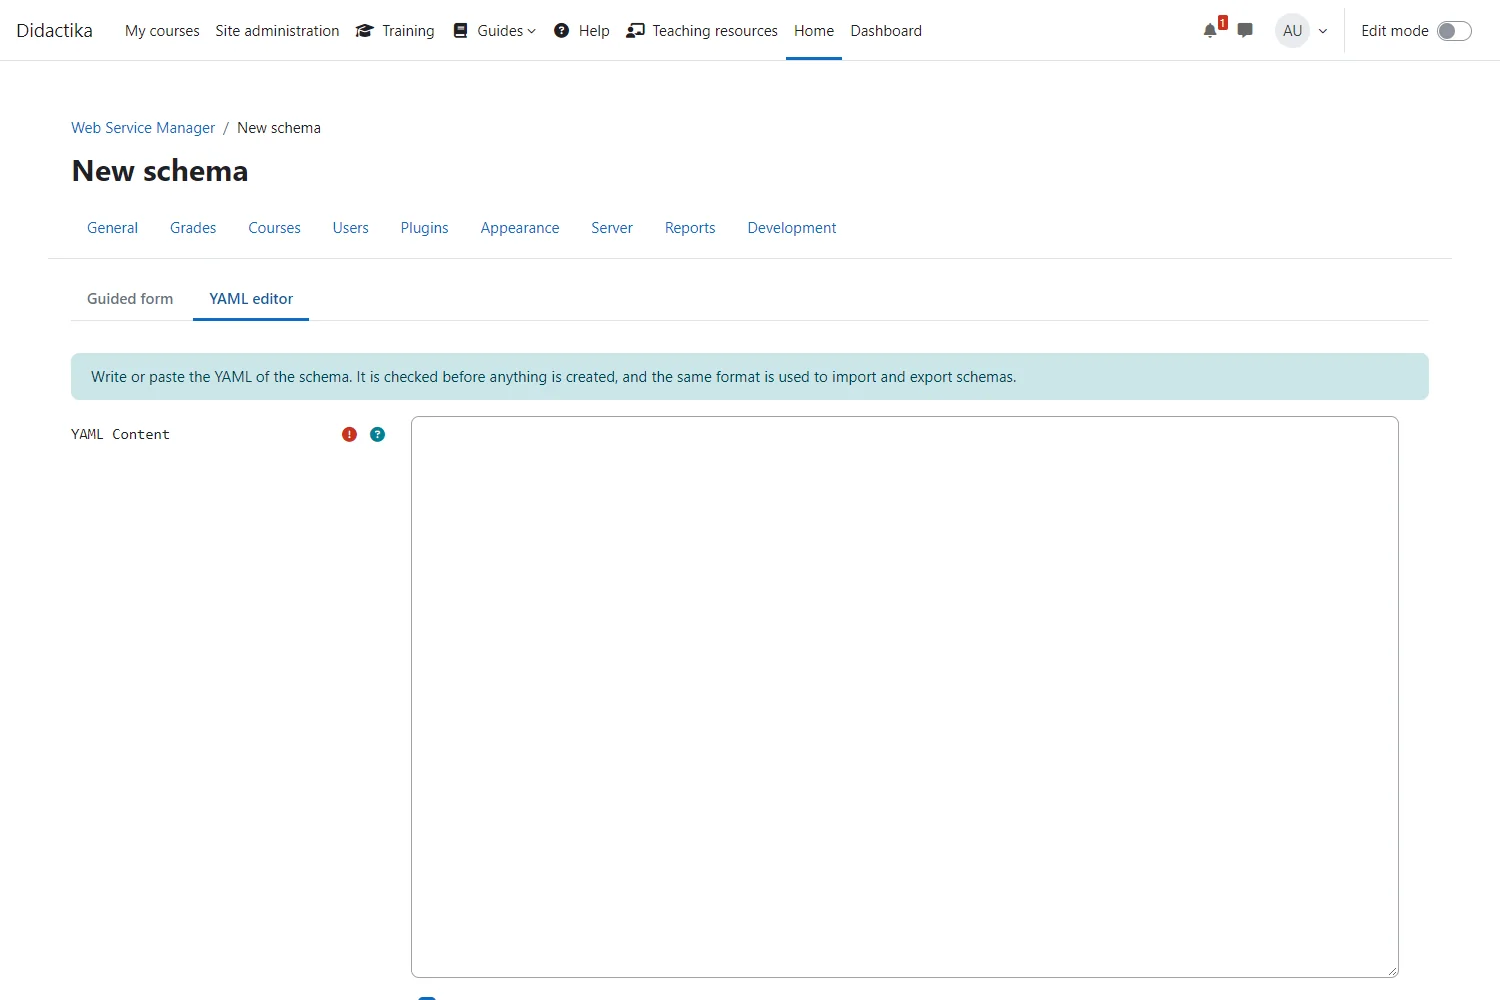 Didactika My courses Site administration Training Guides Help Teaching resources Home Dashboard 1 AU Edit mode
Web Service Manager / New schema
New schema
General Grades Courses Users Plugins Appearance Server Reports Development
Guided form YAML editor
Write or paste the YAML of the schema. It is checked before anything is created, and the same format is used to import and export schemas.
YAML Content